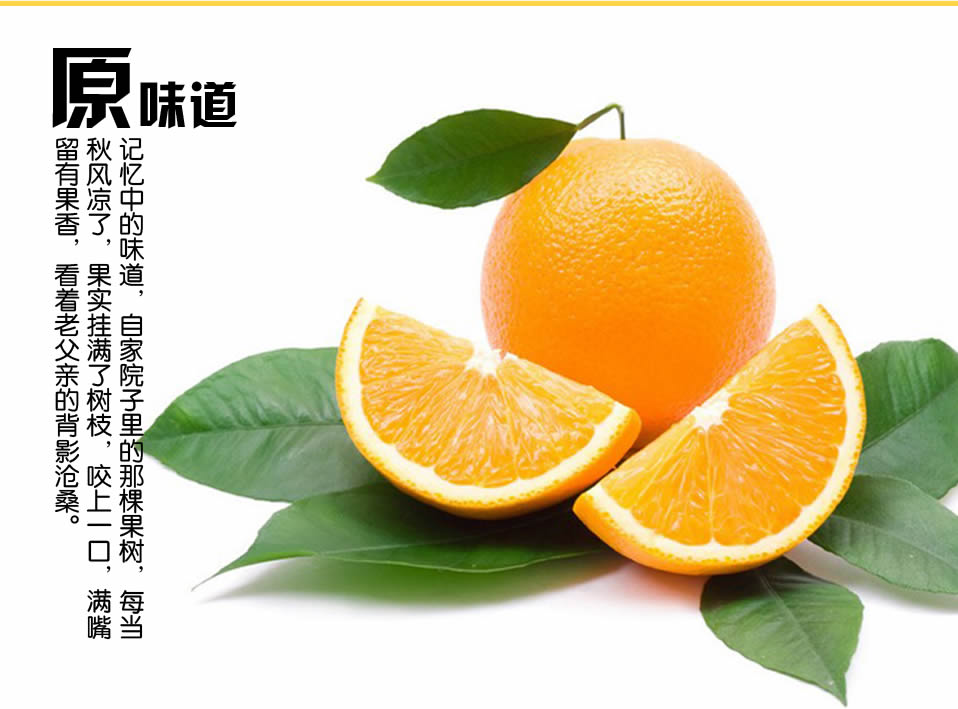 原味道
记忆中的味道，自家院子里的那棵果树，每当
秋风凉了，果实挂满了树枝，咬上一口，满嘴
留有果香，看着老父亲的背影沧桑。